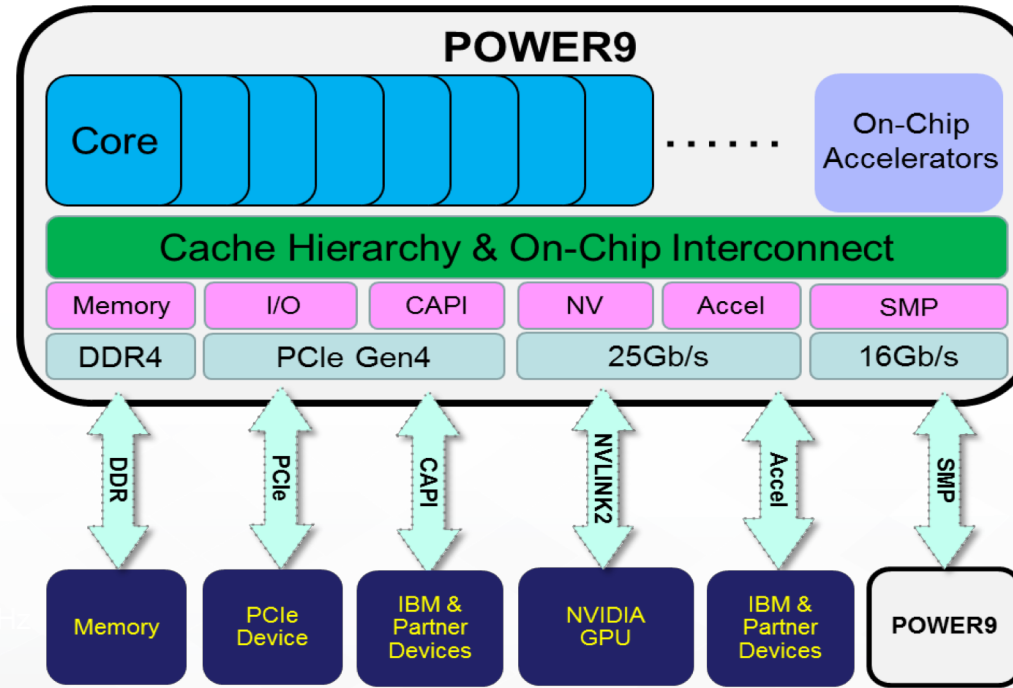 POWER9
Core
On-Chip
Accelerators
Cache Hierarchy & On-Chip Interconnect
Memory
I/O
CAPI
NV
Accel
SMP
DDR4
PCIe Gen4
25Gb/s
16Gb/s
DDR
PCIe
CAPI
NVLINK2
Accel
SMP
Memory
PCIe
Device
IBM &
Partner
Devices
NVIDIA
GPU
IBM &
Partner
Devices
POWER9